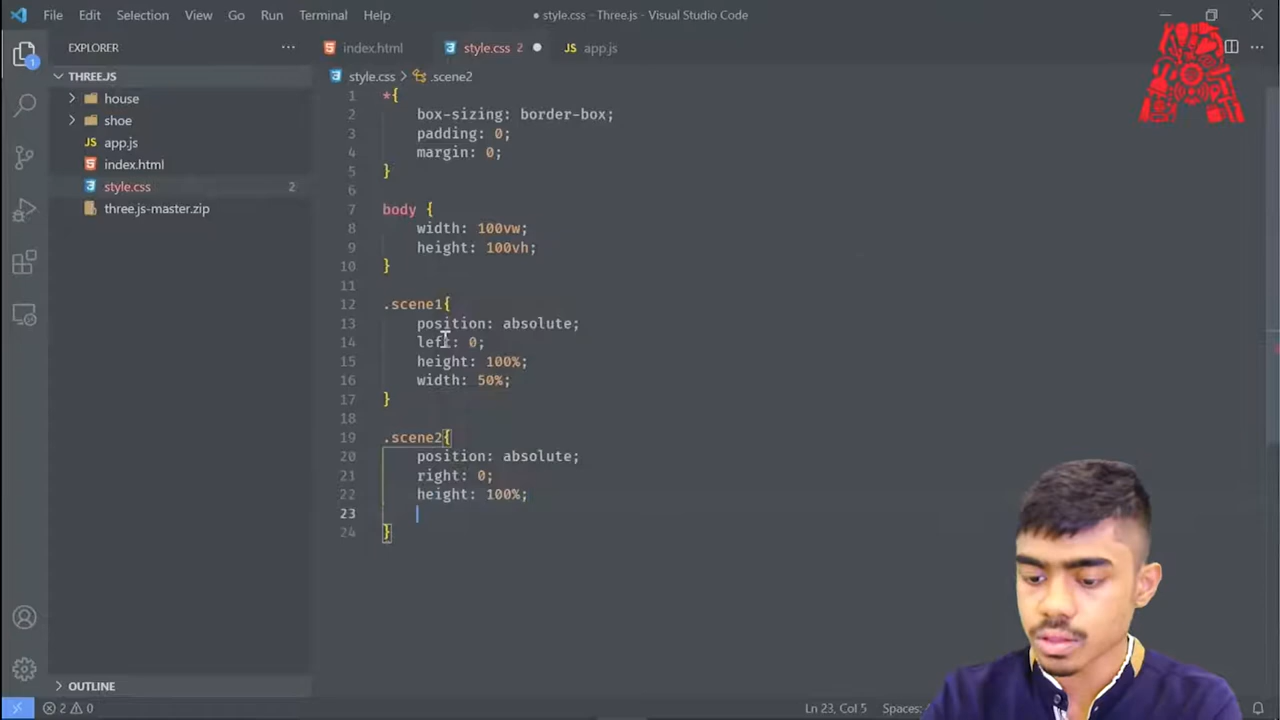 File Edit Selection View Go Run Terminal Help
● style.css - Three.js - Visual Studio Code
EXPLORER
index.html
style.css 2
JS app.js
THREE.JS
house
shoe
JS app.js
index.html
style.css 2
three.js-master.zip
style.css > .scene2
1 *{
2 box-sizing: border-box;
3 padding: 0;
4 margin: 0;
5 }
6
7 body {
8 width: 100vw;
9 height: 100vh;
10 }
11
12 .scene1{
13 position: absolute;
14 left: 0;
15 height: 100%;
16 width: 50%;
17 }
18
19 .scene2{
20 position: absolute;
21 right: 0;
22 height: 100%;
23
24 }
OUTLINE
1
2 0
Ln 23, Col 5 Spaces: